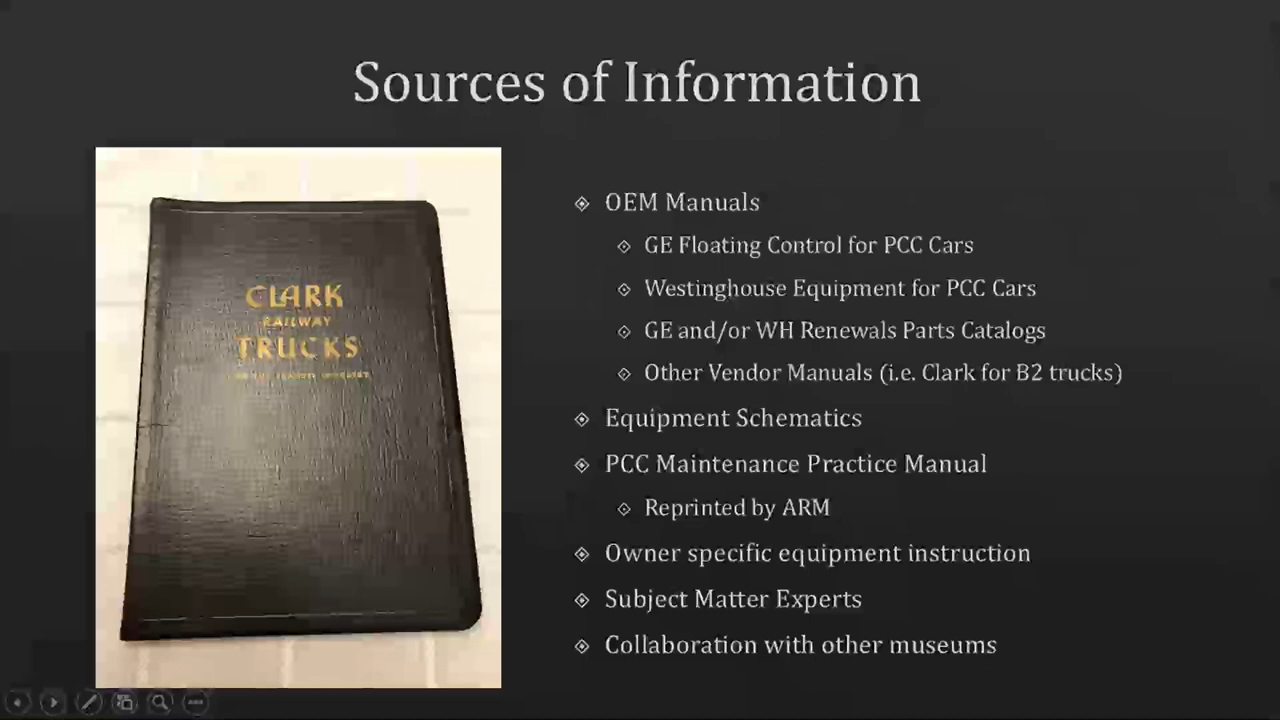 Sources of Information
CLARK
RAILWAY
TRUCKS
OEM Manuals
GE Floating Control for PCC Cars
Westinghouse Equipment for PCC Cars
GE and/or WH Renewals Parts Catalogs
Other Vendor Manuals (i.e. Clark for B2 trucks)
Equipment Schematics
PCC Maintenance Practice Manual
Reprinted by ARM
Owner specific equipment instruction
Subject Matter Experts
Collaboration with other museums